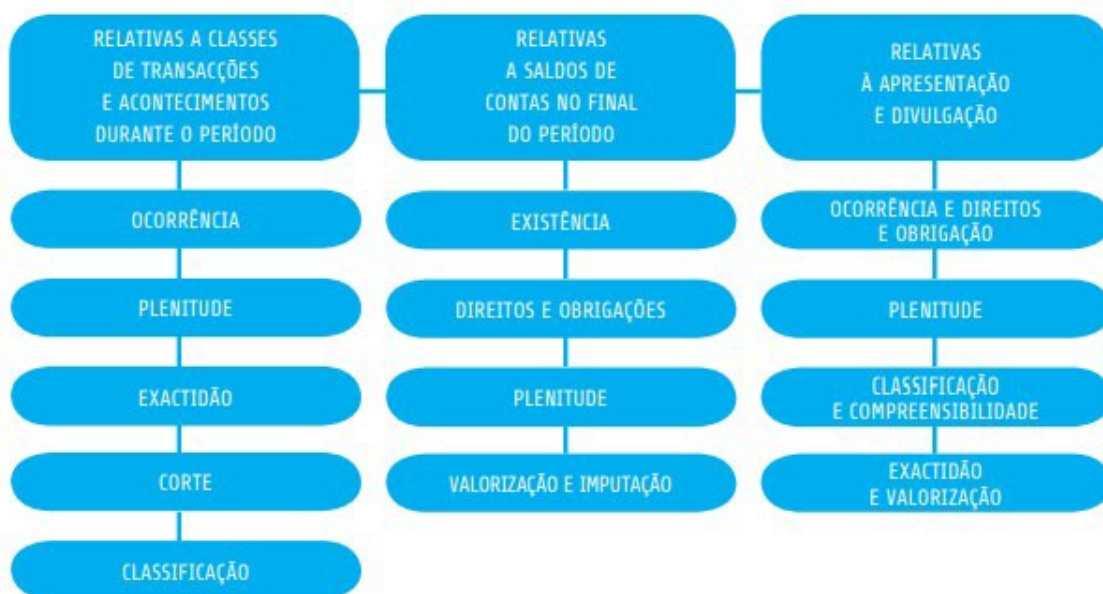 RELATIVAS A CLASSES
DE TRANSACÇÕES
E ACONTECIMENTOS
DURANTE O PERÍODO
OCORRÊNCIA
PLENITUDE
EXACTIDÃO
CORTE
CLASSIFICAÇÃO
RELATIVAS
A SALDOS DE
CONTAS NO FINAL
DO PERÍODO
EXISTÊNCIA
DIREITOS E OBRIGAÇÕES
PLENITUDE
VALORIZAÇÃO E IMPUTAÇÃO
RELATIVAS
À APRESENTAÇÃO
E DIVULGAÇÃO
OCORRÊNCIA E DIREITOS
E OBRIGAÇÃO
PLENITUDE
CLASSIFICAÇÃO
E COMPREENSIBILIDADE
EXACTIDÃO
E VALORIZAÇÃO